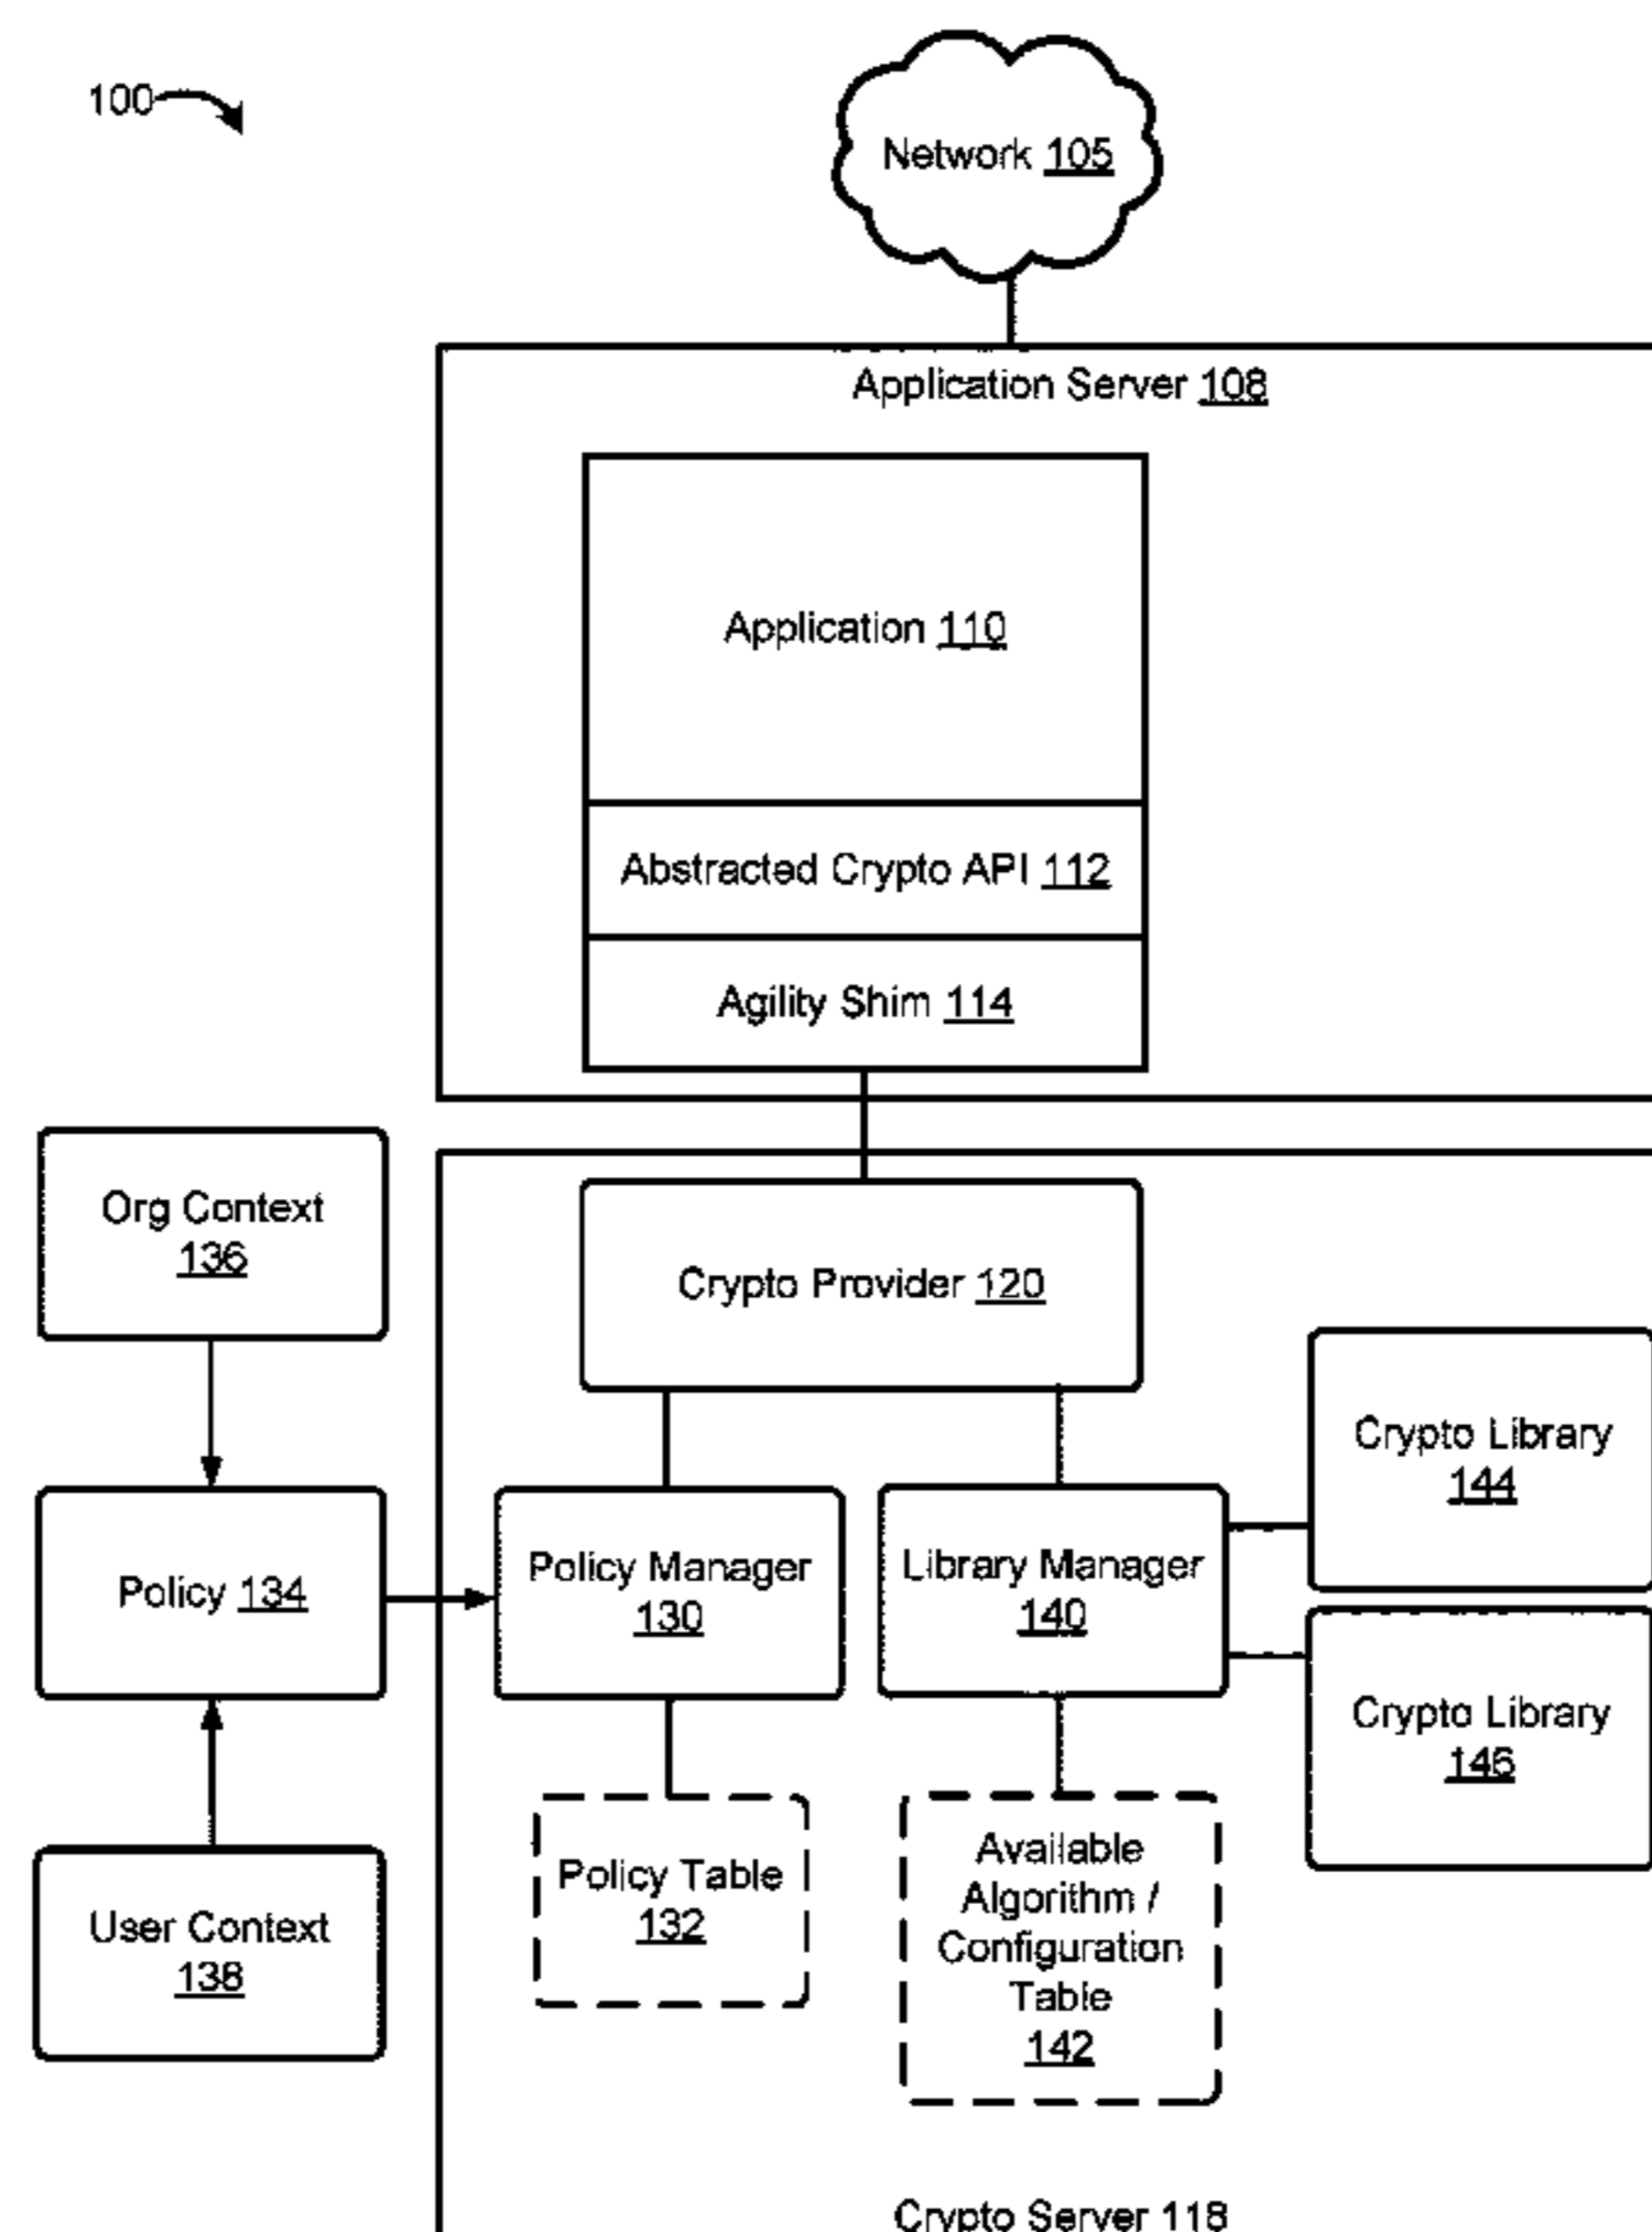 100
Network 105
Application Server 108
Application 110
Abstracted Crypto API 112
Agility Shim 114
Org Context
136
Crypto Provider 120
Crypto Library
144
Policy 134
Policy Manager
130
Library Manager
140
Crypto Library
146
User Context
138
Policy Table
132
Available
Algorithm /
Configuration
Table
142
Crypto Server 118